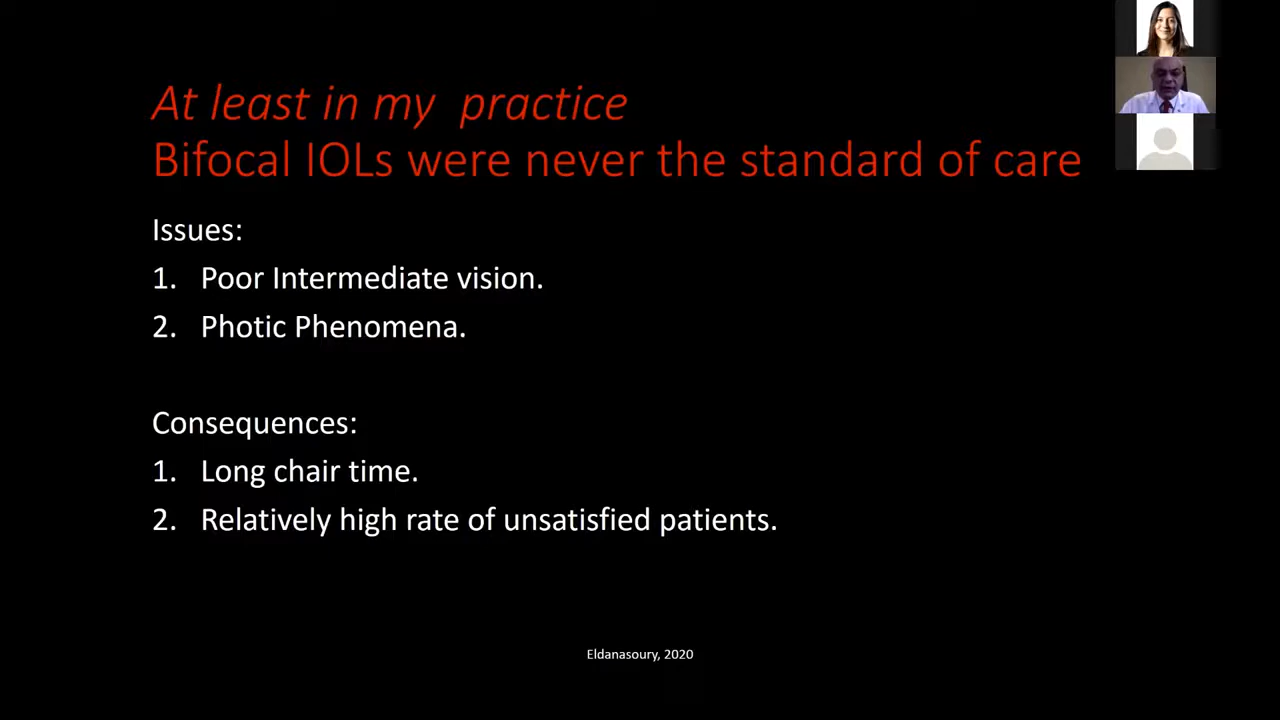 At least in my practice
Bifocal IOLs were never the standard of care
Issues:
1. Poor Intermediate vision.
2. Photic Phenomena.
Consequences:
1. Long chair time.
2. Relatively high rate of unsatisfied patients.
Eldanasoury, 2020